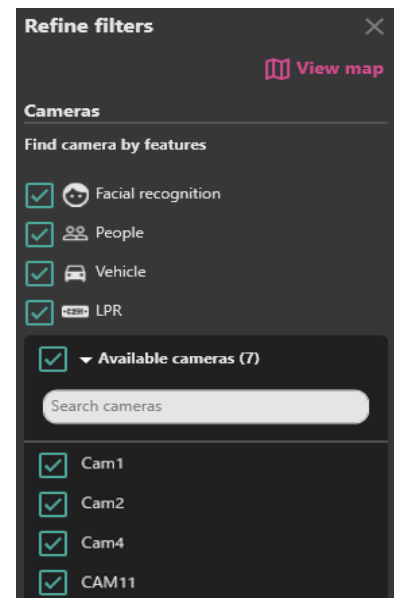 Refine filters
View map
Cameras
Find camera by features
Facial recognition
People
Vehicle
LPR
Available cameras (7)
Search cameras
Cam1
Cam2
Cam4
CAM11